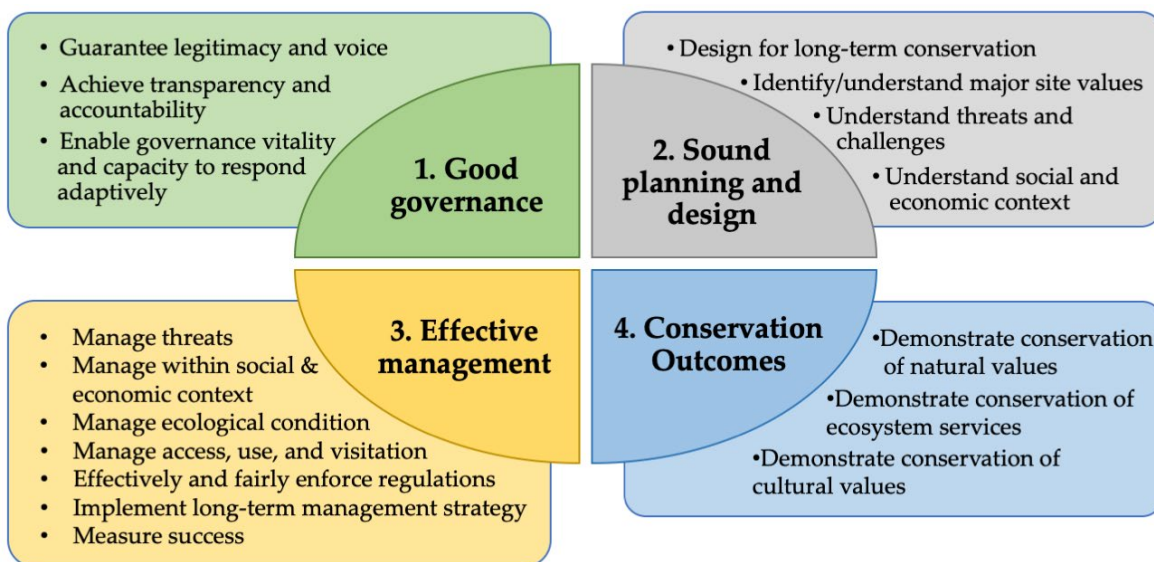 • Guarantee legitimacy and voice
• Achieve transparency and
accountability
• Enable governance vitality
and capacity to respond
adaptively
1. Good
governance
• Design for long-term conservation
• Identify/understand major site values
• Understand threats and
challenges
• Understand social and
economic context
2. Sound
planning and
design
• Manage threats
• Manage within social &
economic context
• Manage ecological condition
• Manage access, use, and visitation
• Effectively and fairly enforce regulations
• Implement long-term management strategy
• Measure success
3. Effective
management
4. Conservation
Outcomes
•Demonstrate conservation
of natural values
•Demonstrate conservation of
ecosystem services
•Demonstrate conservation of
cultural values